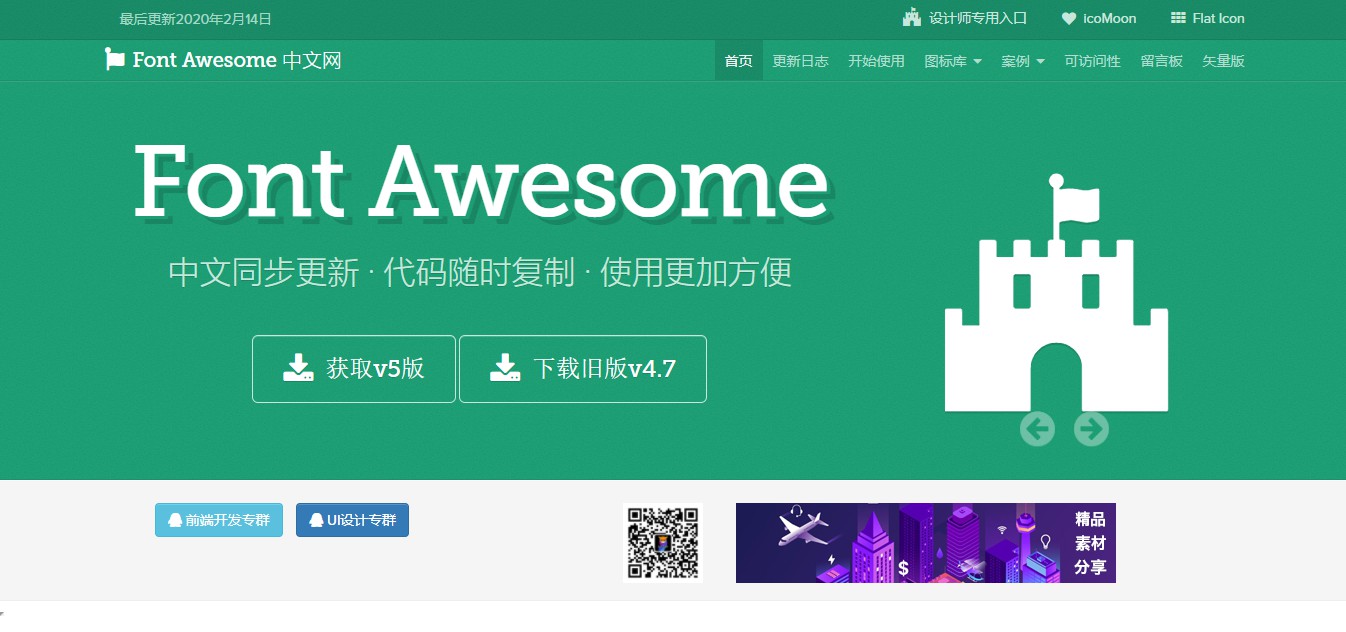 最后更新2020年2月14日
设计师专用入口 icoMoon Flat Icon
Font Awesome 中文网
首页 更新日志 开始使用 图标库 案例 可访问性 留言板 矢量版
Font Awesome
中文同步更新 · 代码随时复制 · 使用更加方便
获取v5版 下载旧版v4.7
前端开发专群 UI设计专群
精品
素材
$ 分享